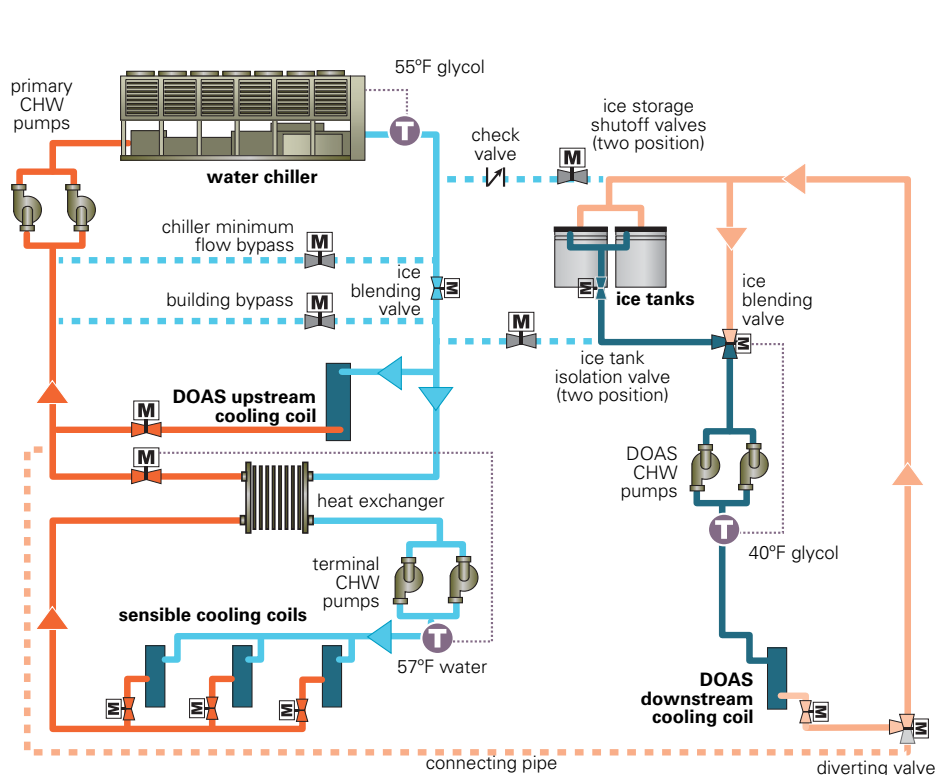 55ºF glycol
primary
CHW
pumps
water chiller
T
check
valve
ice storage
shutoff valves
(two position)
M
chiller minimum
flow bypass
M
ice
blending
valve
M
building bypass
M
M
ice tanks
M
ice
blending
valve
M
M
ice tank
isolation valve
(two position)
DOAS upstream
cooling coil
M
M
heat exchanger
DOAS
CHW
pumps
T
40ºF glycol
terminal
CHW
pumps
sensible cooling coils
T
57ºF water
M
M
M
DOAS
downstream
cooling coil
M
M
connecting pipe
diverting valve